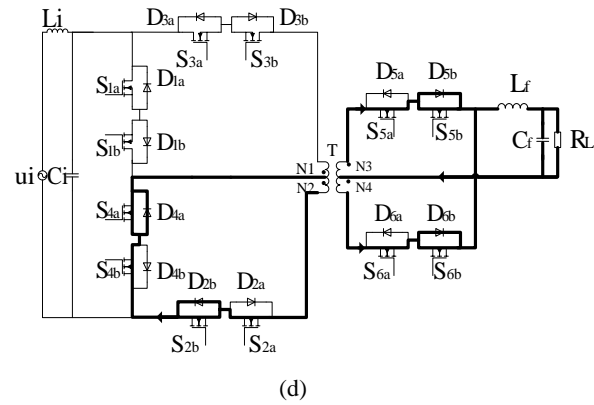 D3a D3b
Li
S3a S3b
D5a D5b
S1a D1a
Lf
S5a S5b
Cf RL
S1b D1b
T
N1 N3
ui Ci
N2 N4
S4a D4a
D6a D6b
S4b D4b
S6a S6b
D2b D2a
S2b S2a
(d)